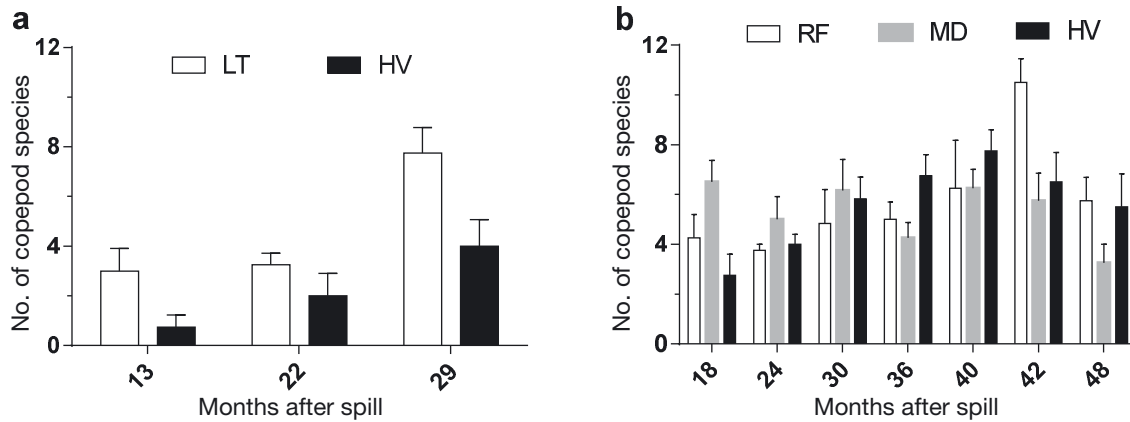 a
LT HV
No. of copepod species
12
8
4
0
13 22 29
Months after spill
b
RF MD HV
No. of copepod species
12
8
4
0
18 24 30 36 40 42 48
Months after spill